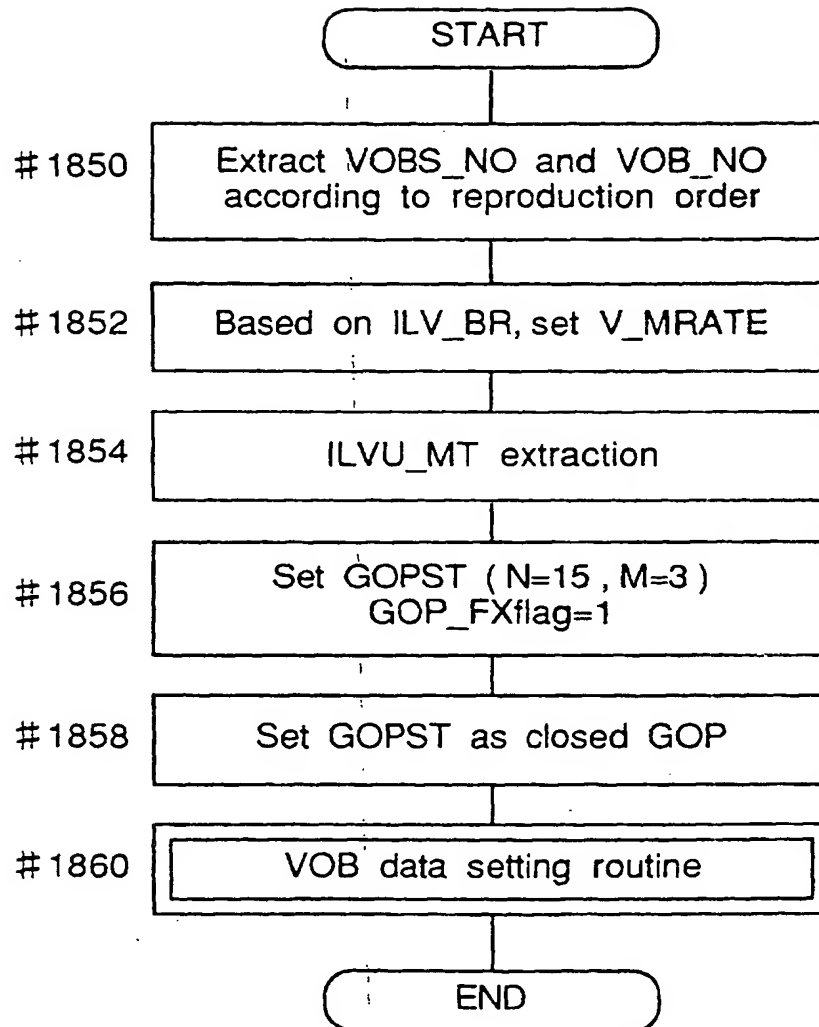 START
#1850
Extract VOBS_NO and VOB_NO
according to reproduction order
#1852
Based on ILV_BR, set V_MRATE
#1854
ILVU_MT extraction
#1856
Set GOPST (N=15, M=3)
GOP_FXflag=1
#1858
Set GOPST as closed GOP
#1860
VOB data setting routine
END